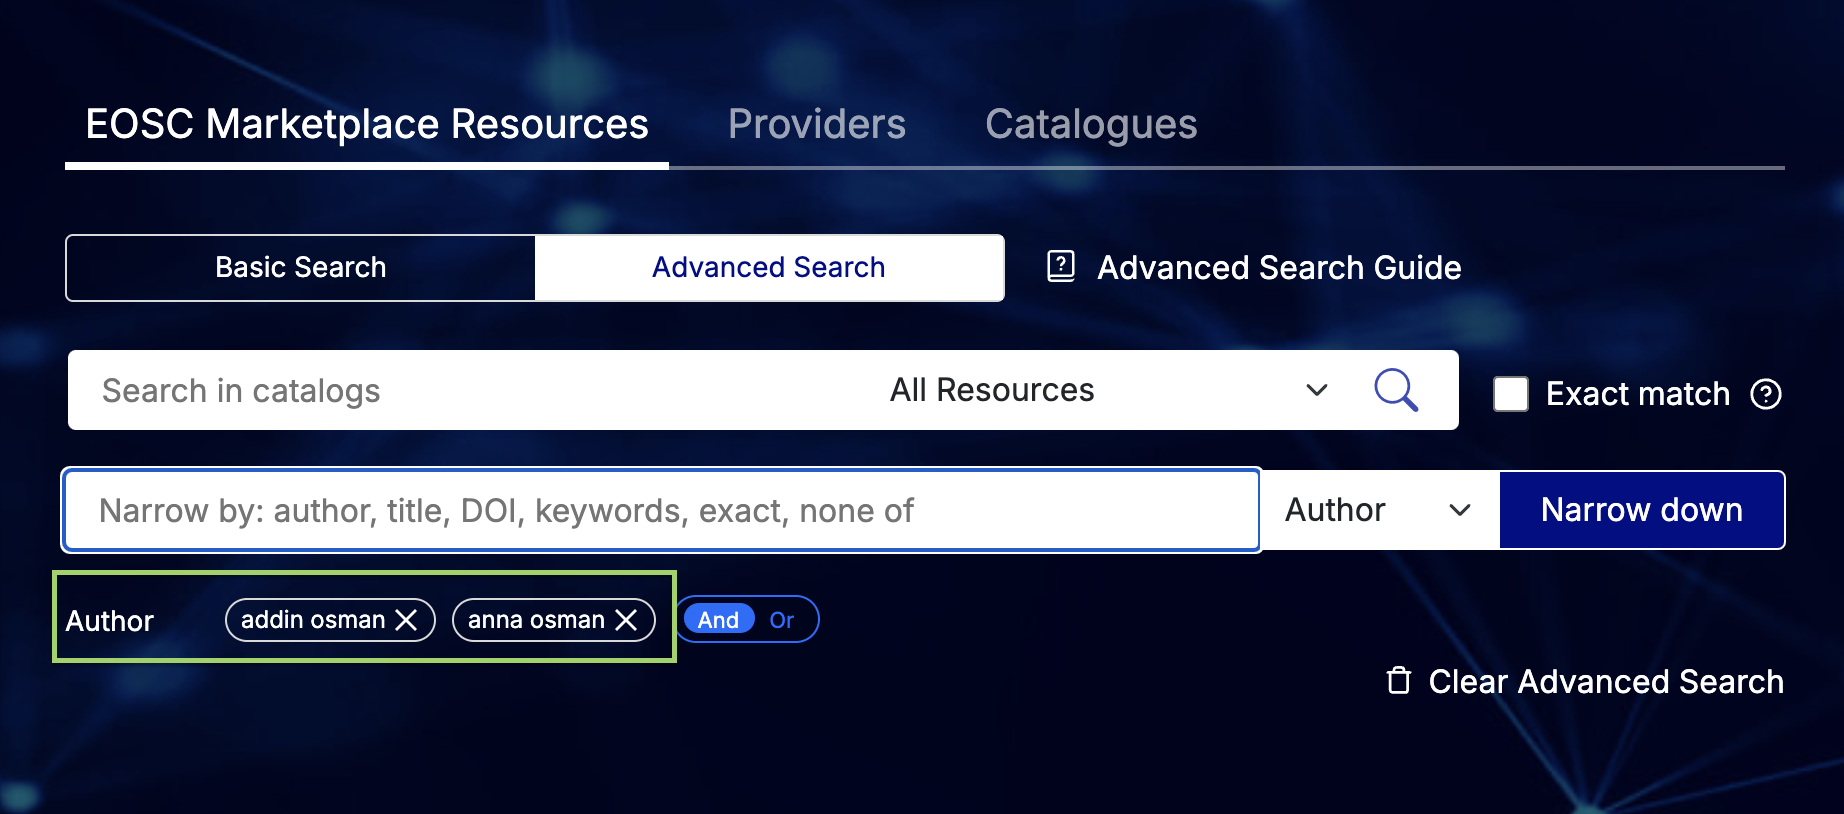 EOSC Marketplace Resources Providers Catalogues
Basic Search Advanced Search Advanced Search Guide
Search in catalogs All Resources Exact match
Narrow by: author, title, DOI, keywords, exact, none of Author Narrow down
Author addin osman anna osman And Or
Clear Advanced Search